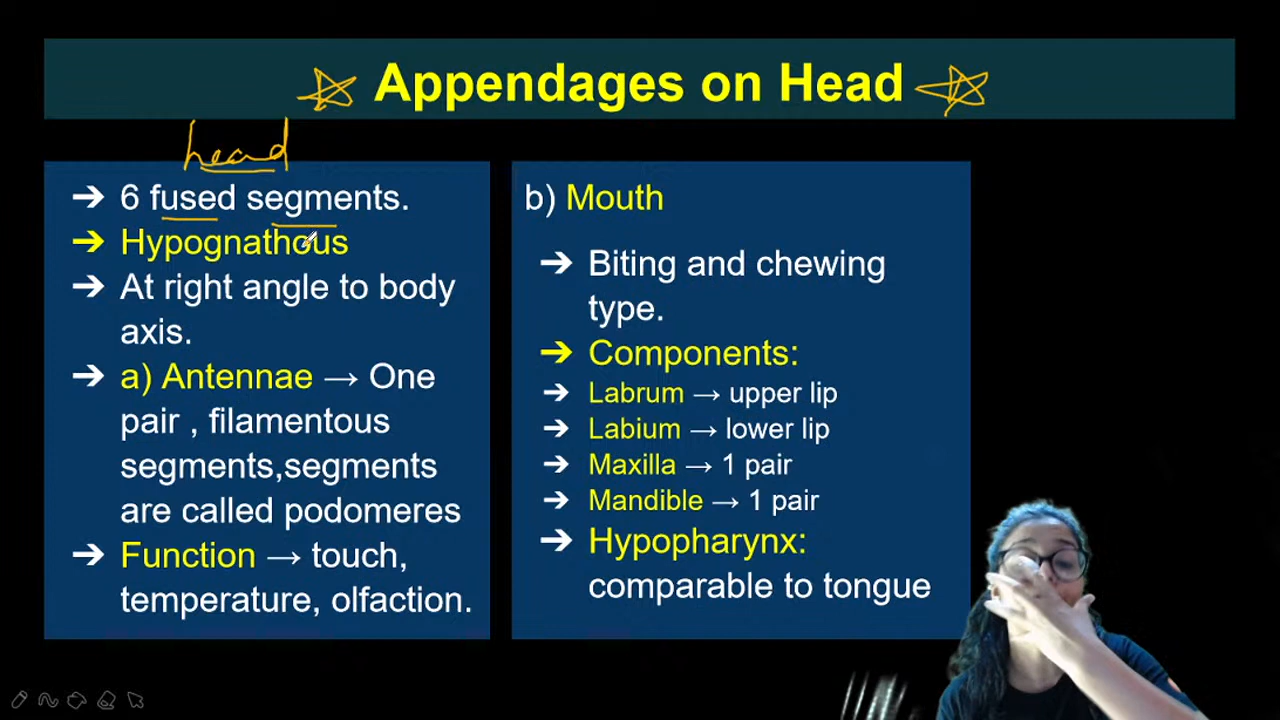 Appendages on Head
head
➔ 6 fused segments.
➔ Hypognathous
➔ At right angle to body
axis.
➔ a) Antennae → One
pair , filamentous
segments,segments
are called podomeres
➔ Function → touch,
temperature, olfaction.
b) Mouth
➔ Biting and chewing
type.
➔ Components:
➔ Labrum → upper lip
➔ Labium → lower lip
➔ Maxilla → 1 pair
➔ Mandible → 1 pair
➔ Hypopharynx:
comparable to tongue